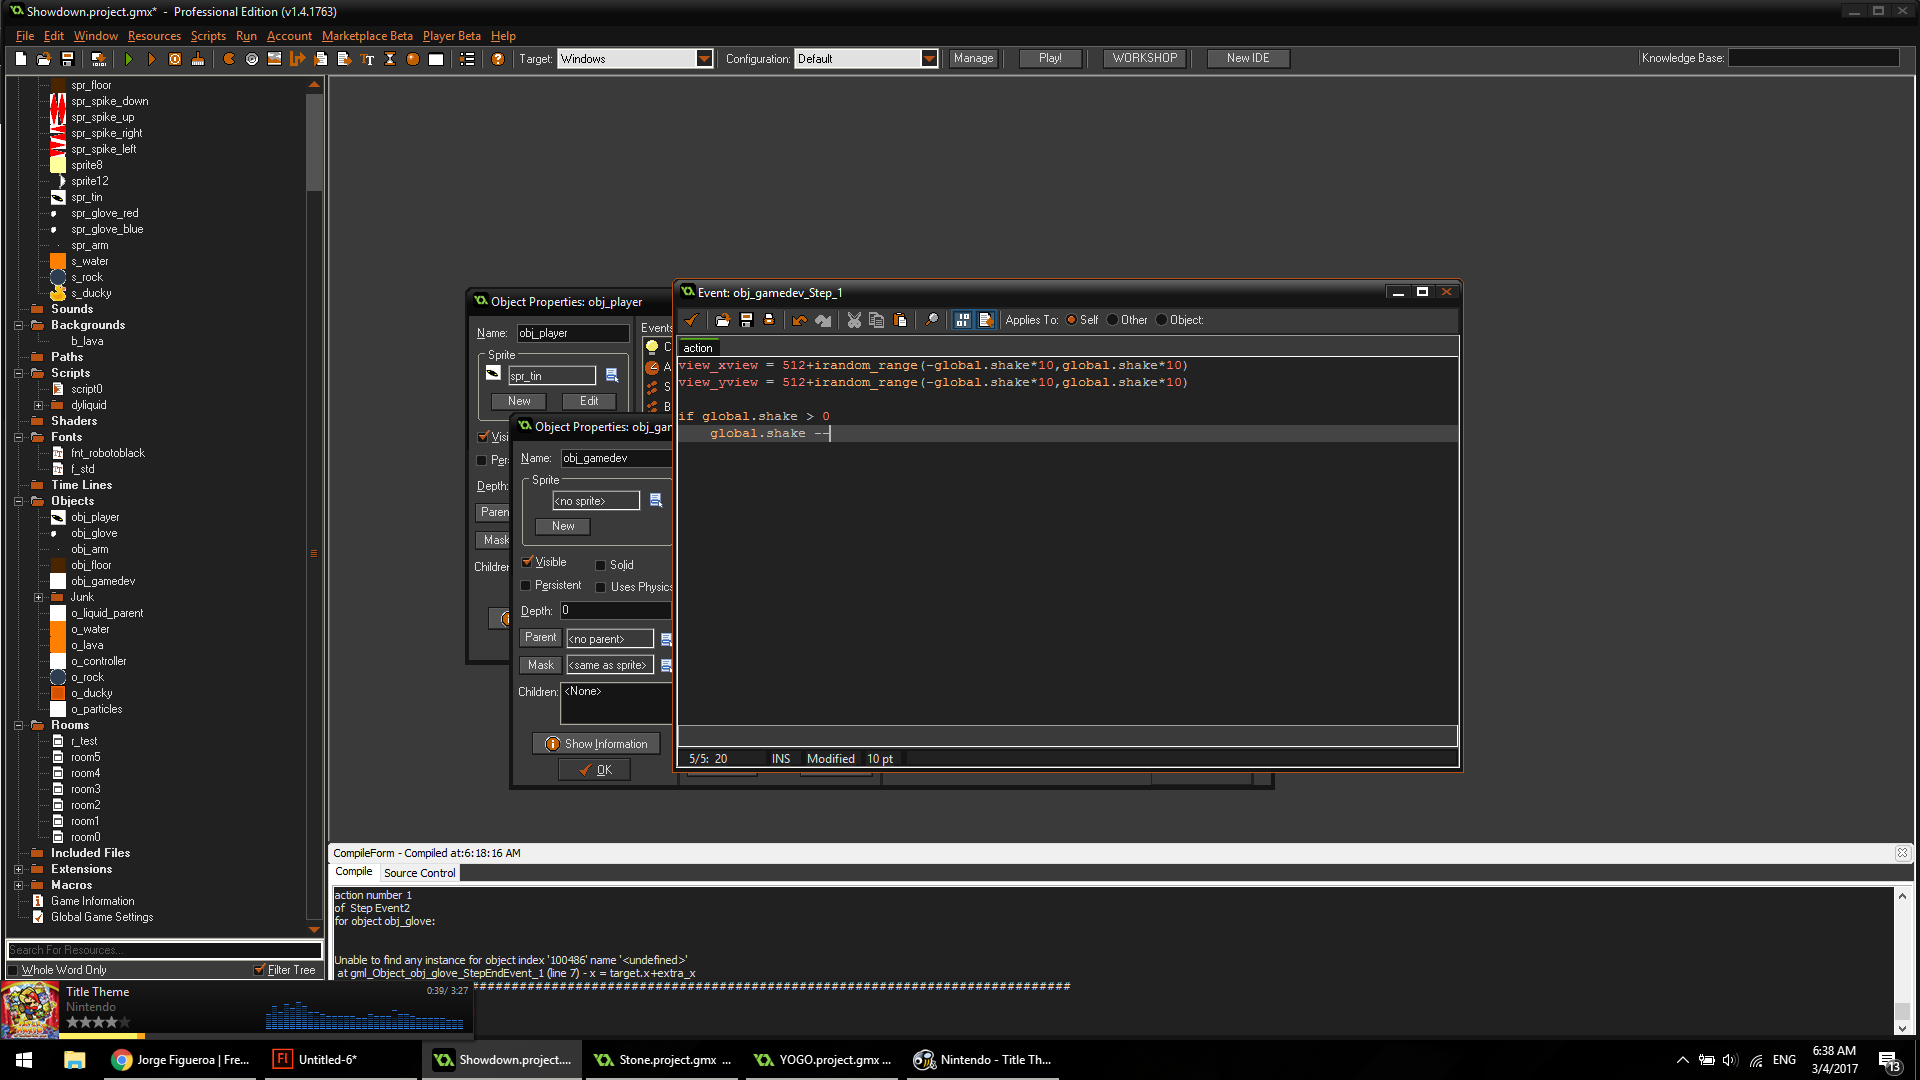 Showdown.project.gmx* - Professional Edition (v1.4.1763)
File Edit Window Resources Scripts Run Account Marketplace Beta Player Beta Help
Target: Windows Configuration: Default Manage Play! WORKSHOP New IDE Knowledge Base:
spr_floor
spr_spike_down
spr_spike_up
spr_spike_right
spr_spike_left
sprite8
sprite12
spr_tin
spr_glove_red
spr_glove_blue
spr_arm
s_water
s_rock
s_ducky
Sounds
Backgrounds
b_lava
Paths
Scripts
script0
dyliquid
Shaders
Fonts
fnt_robotoblack
f_std
Time Lines
Objects
obj_player
obj_glove
obj_arm
obj_floor
obj_gamedev
Junk
o_liquid_parent
o_water
o_lava
o_controller
o_rock
o_ducky
o_particles
Rooms
r_test
room5
room4
room3
room2
room1
room0
Included Files
Extensions
Macros
Game Information
Global Game Settings
Search For Resources...
Whole Word Only Filter Tree
Object Properties: obj_player
Name: obj_player
Events
Sprite
spr_tin
New Edit
C
A
S
B
Visi
Per
Depth:
Paren
Mask
Children
Object Properties: obj_gam
Name: obj_gamedev
Sprite
<no sprite>
New
Visible Solid
Persistent Uses Physics
Depth: 0
Parent <no parent>
Mask <same as sprite>
Children: <None>
Show Information
OK
Event: obj_gamedev_Step_1
Applies To: Self Other Object:
action
view_xview = 512+irandom_range(-global.shake*10,global.shake*10)
view_yview = 512+irandom_range(-global.shake*10,global.shake*10)
if global.shake > 0
global.shake --
5/5: 20 INS Modified 10 pt
CompileForm - Compiled at:6:18:16 AM
Compile Source Control
action number 1
of Step Event2
for object obj_glove:
Unable to find any instance for object index '100486' name '<undefined>'
at gml_Object_obj_glove_StepEndEvent_1 (line 7) - x = target.x+extra_x
Title Theme
0:39/ 3:27
Nintendo
Jorge Figueroa | Fre...
Untitled-6*
Showdown.project....
Stone.project.gmx ...
YOGO.project.gmx ...
Nintendo - Title Th...
ENG
6:38 AM
3/4/2017
13